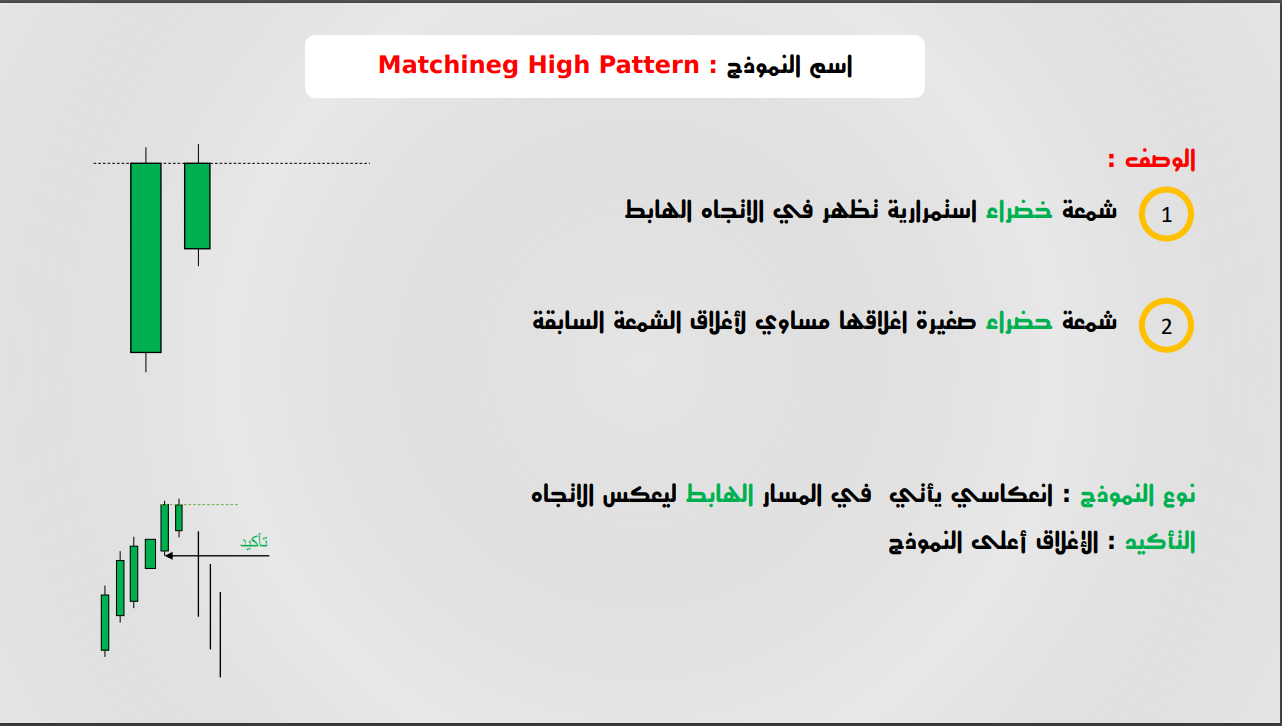 اسم النموذج : Matchineg High Pattern
الوصف :
1 شمعة خضراء استمرارية تظهر في الاتجاه الهابط
2 شمعة حضراء صغيرة اغلاقها مساوي لأغلاق الشمعة السابقة
نوع النموذج : انعكاسي يأتي في المسار الهابط ليعكس الاتجاه
التأكيد : الإغلاق أعلى النموذج
تأكيد